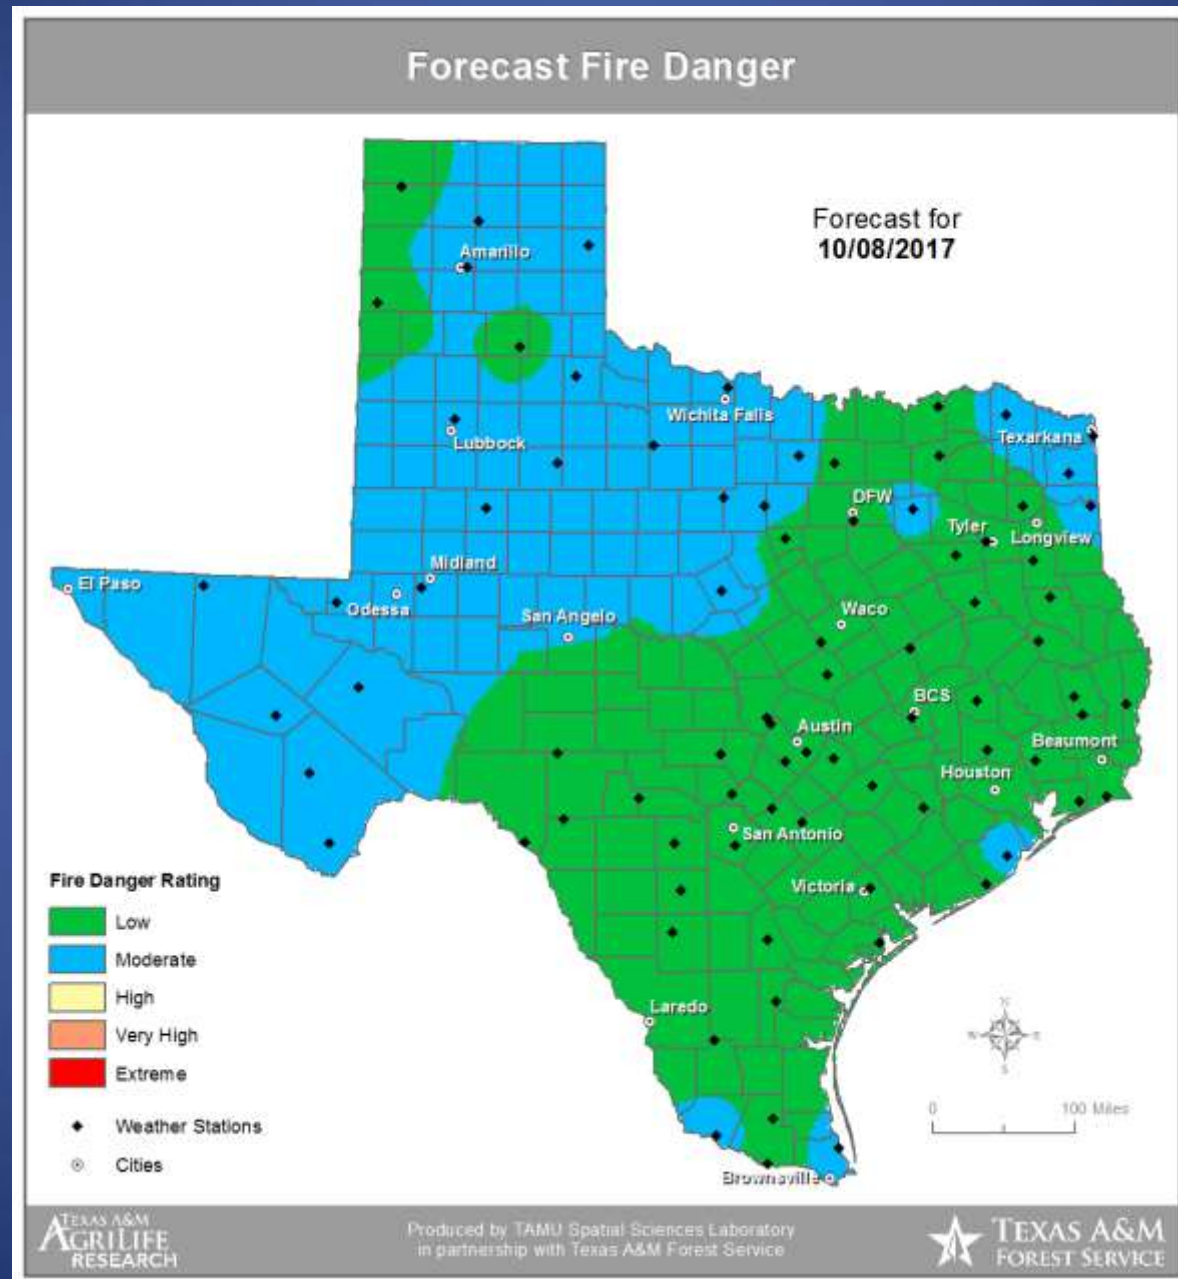 Forecast Fire Danger
Forecast for
10/08/2017
Amarillo
Wichita Falls
Lubbock
Texarkana
DFW
Tyler
Longview
Midland
El Paso
Odessa
San Angelo
Waco
BCS
Austin
Beaumont
Houston
San Antonio
Victoria
Laredo
Brownsville
Fire Danger Rating
Low
Moderate
High
Very High
Extreme
Weather Stations
Cities
N
W E
S
0 100 Miles
TEXAS A&M
AGRILIFE
RESEARCH
Produced by TAMU Spatial Sciences Laboratory
in partnership with Texas A&M Forest Service
TEXAS A&M
FOREST SERVICE